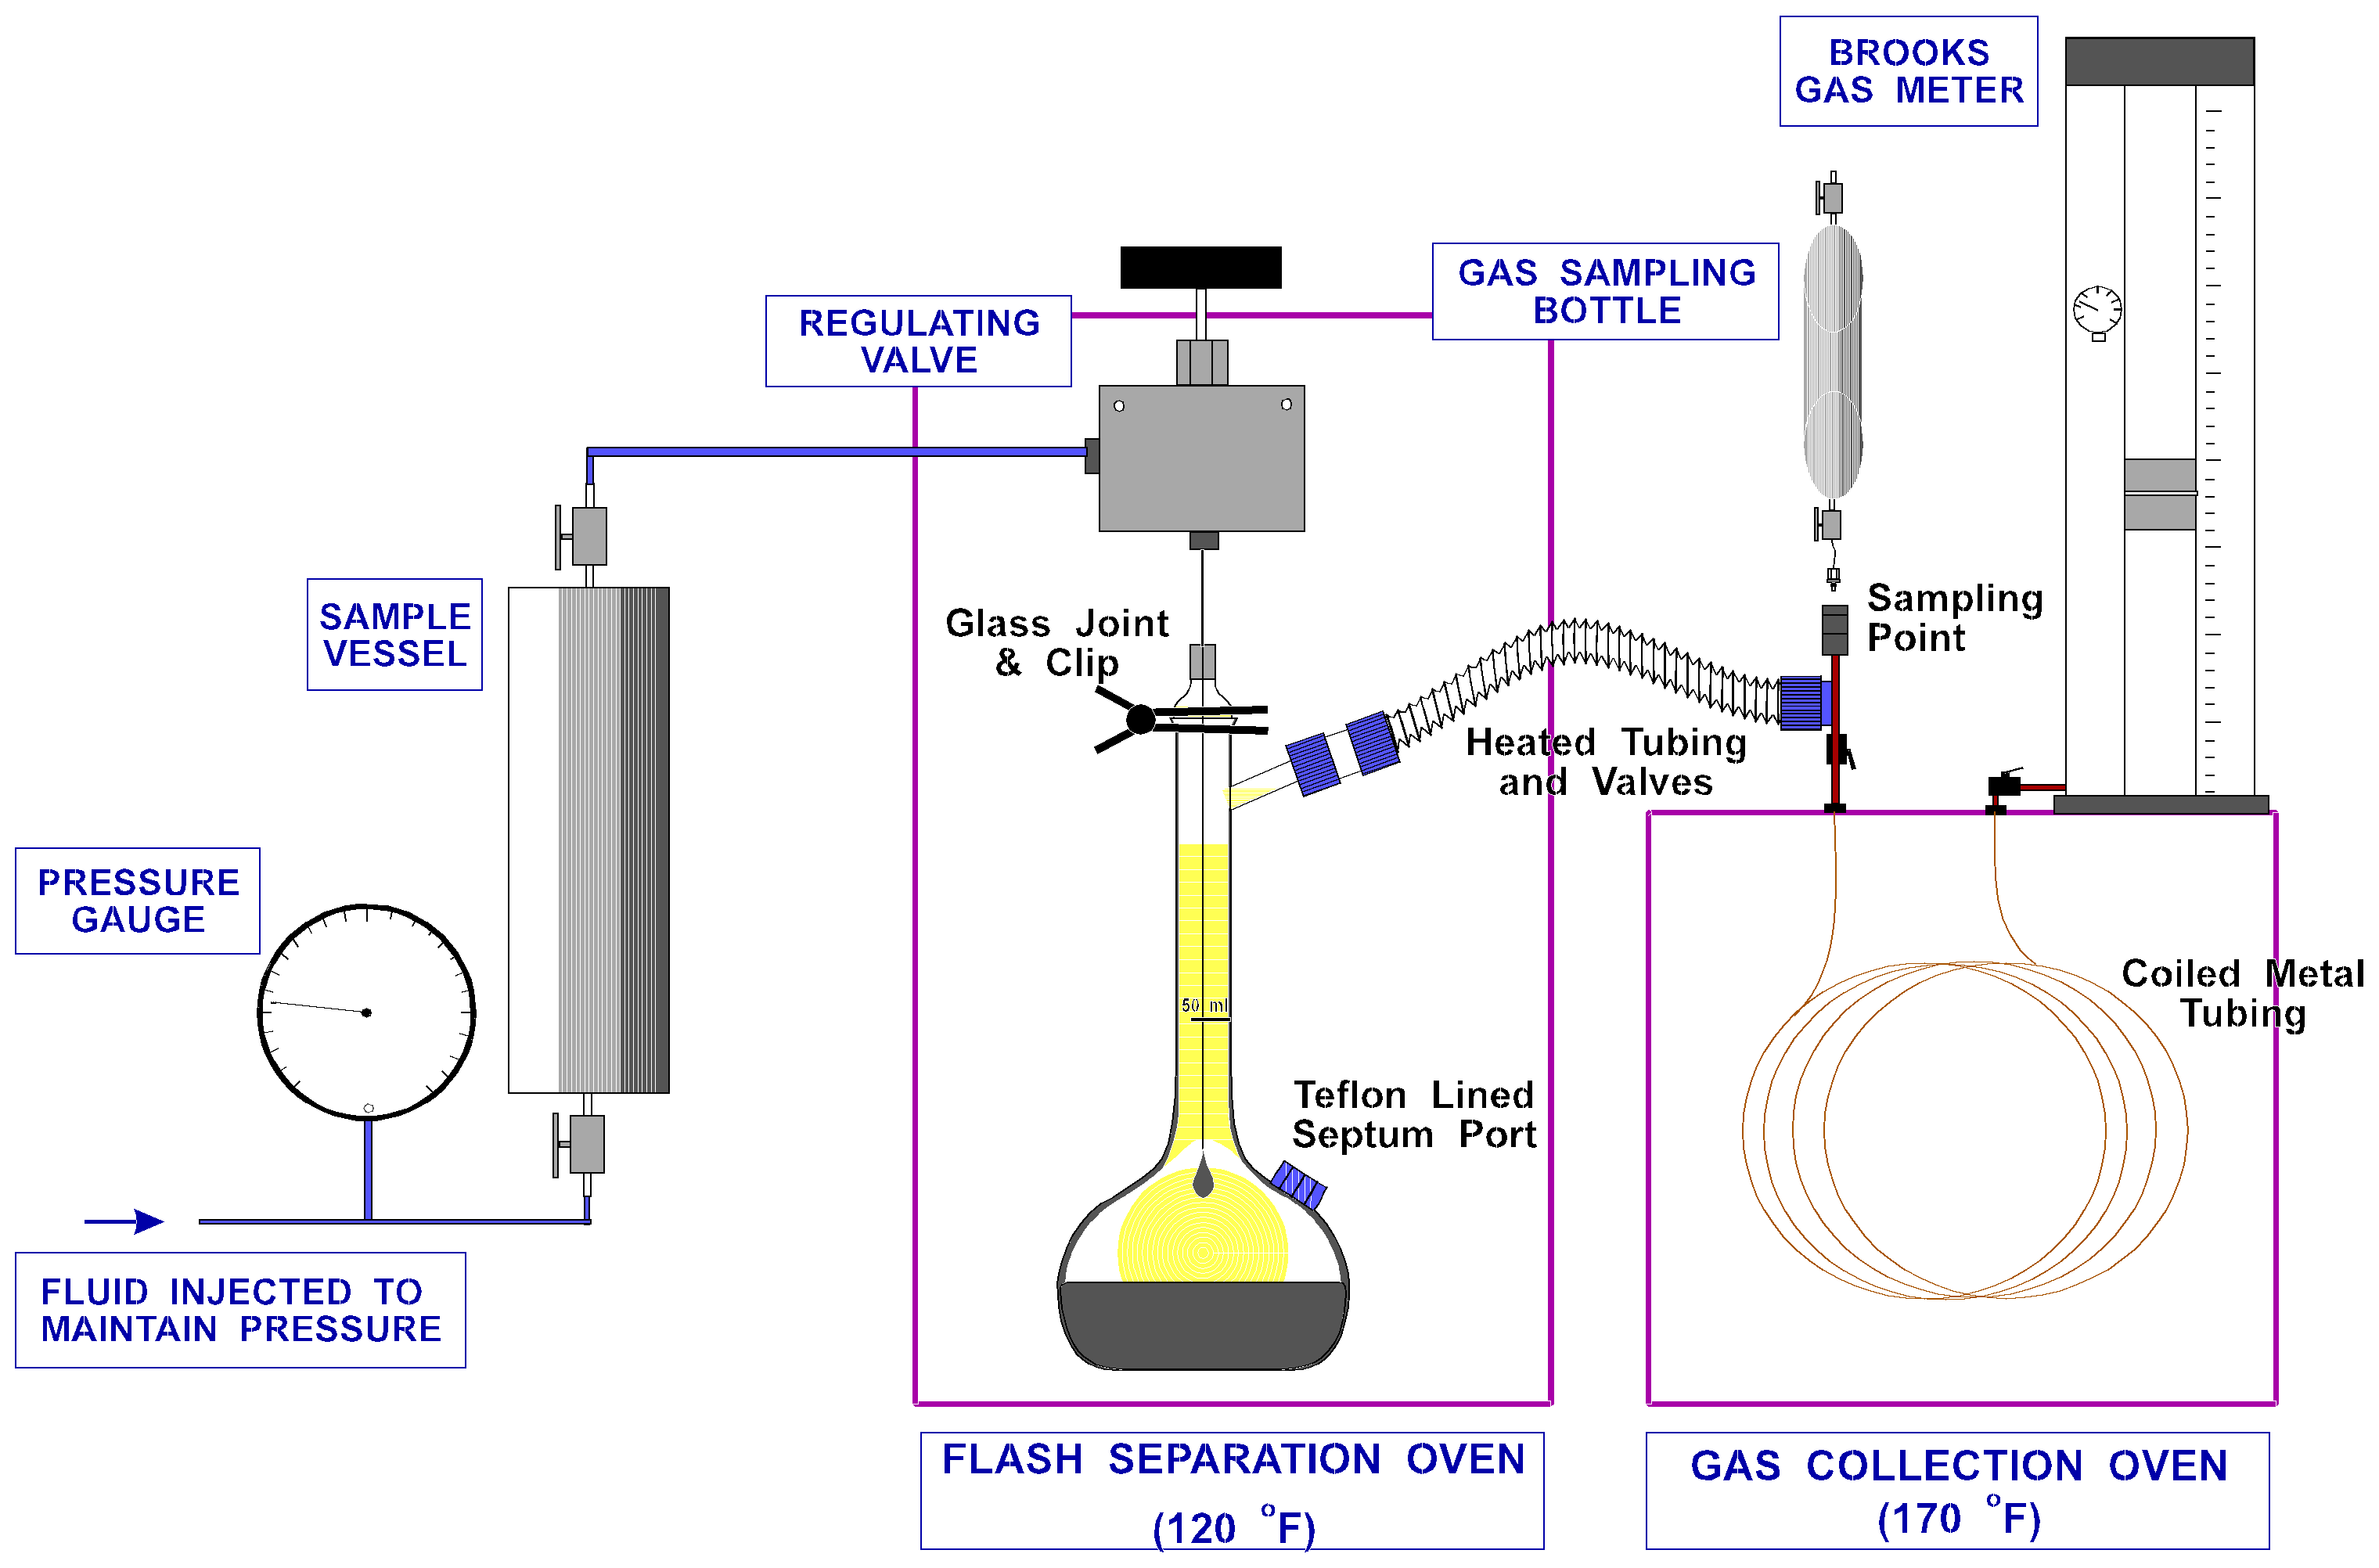 BROOKS
GAS METER
GAS SAMPLING
BOTTLE
REGULATING
VALVE
SAMPLE
VESSEL
Glass Joint
& Clip
Sampling
Point
Heated Tubing
and Valves
PRESSURE
GAUGE
50 ml
Coiled Metal
Tubing
Teflon Lined
Septum Port
FLUID INJECTED TO
MAINTAIN PRESSURE
FLASH SEPARATION OVEN
(120 °F)
GAS COLLECTION OVEN
(170 °F)